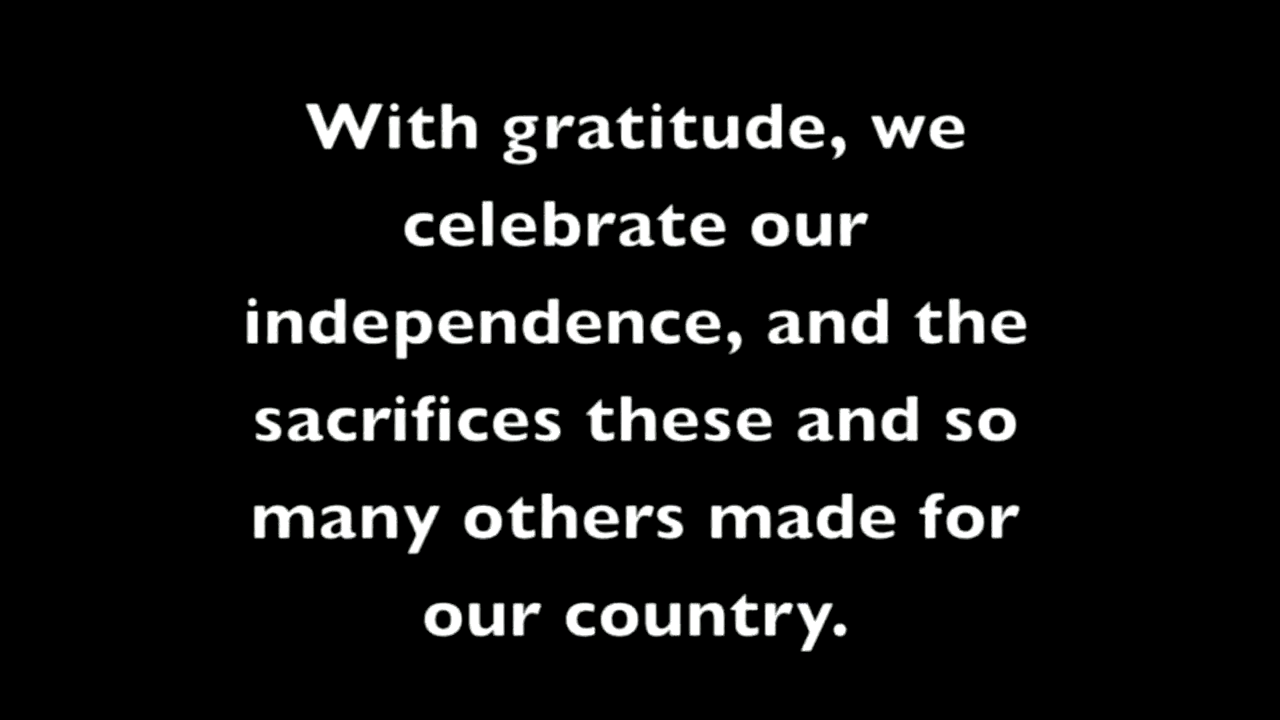 With gratitude, we
celebrate our
independence, and the
sacrifices these and so
many others made for
our country.